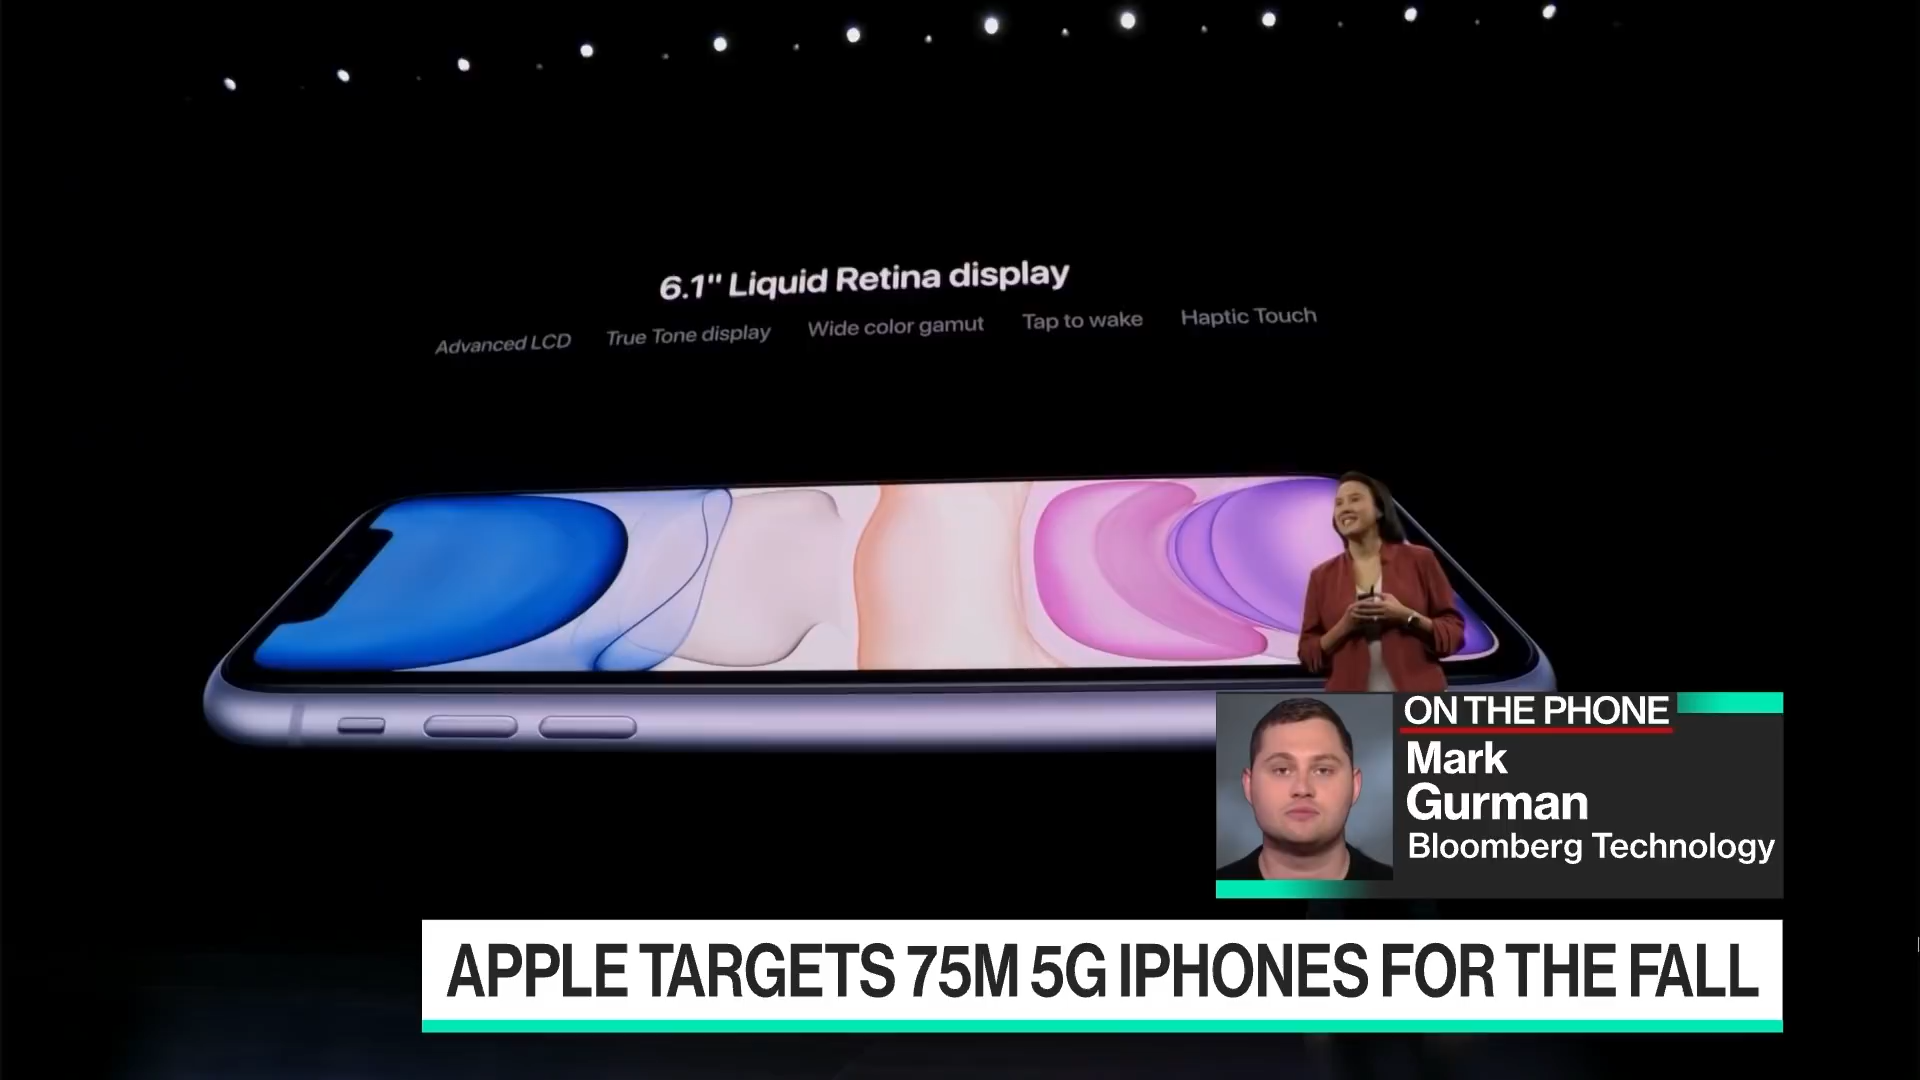 6.1" Liquid Retina display
Advanced LCD True Tone display Wide color gamut Tap to wake Haptic Touch
ON THE PHONE
Mark
Gurman
Bloomberg Technology
APPLE TARGETS 75M 5G IPHONES FOR THE FALL